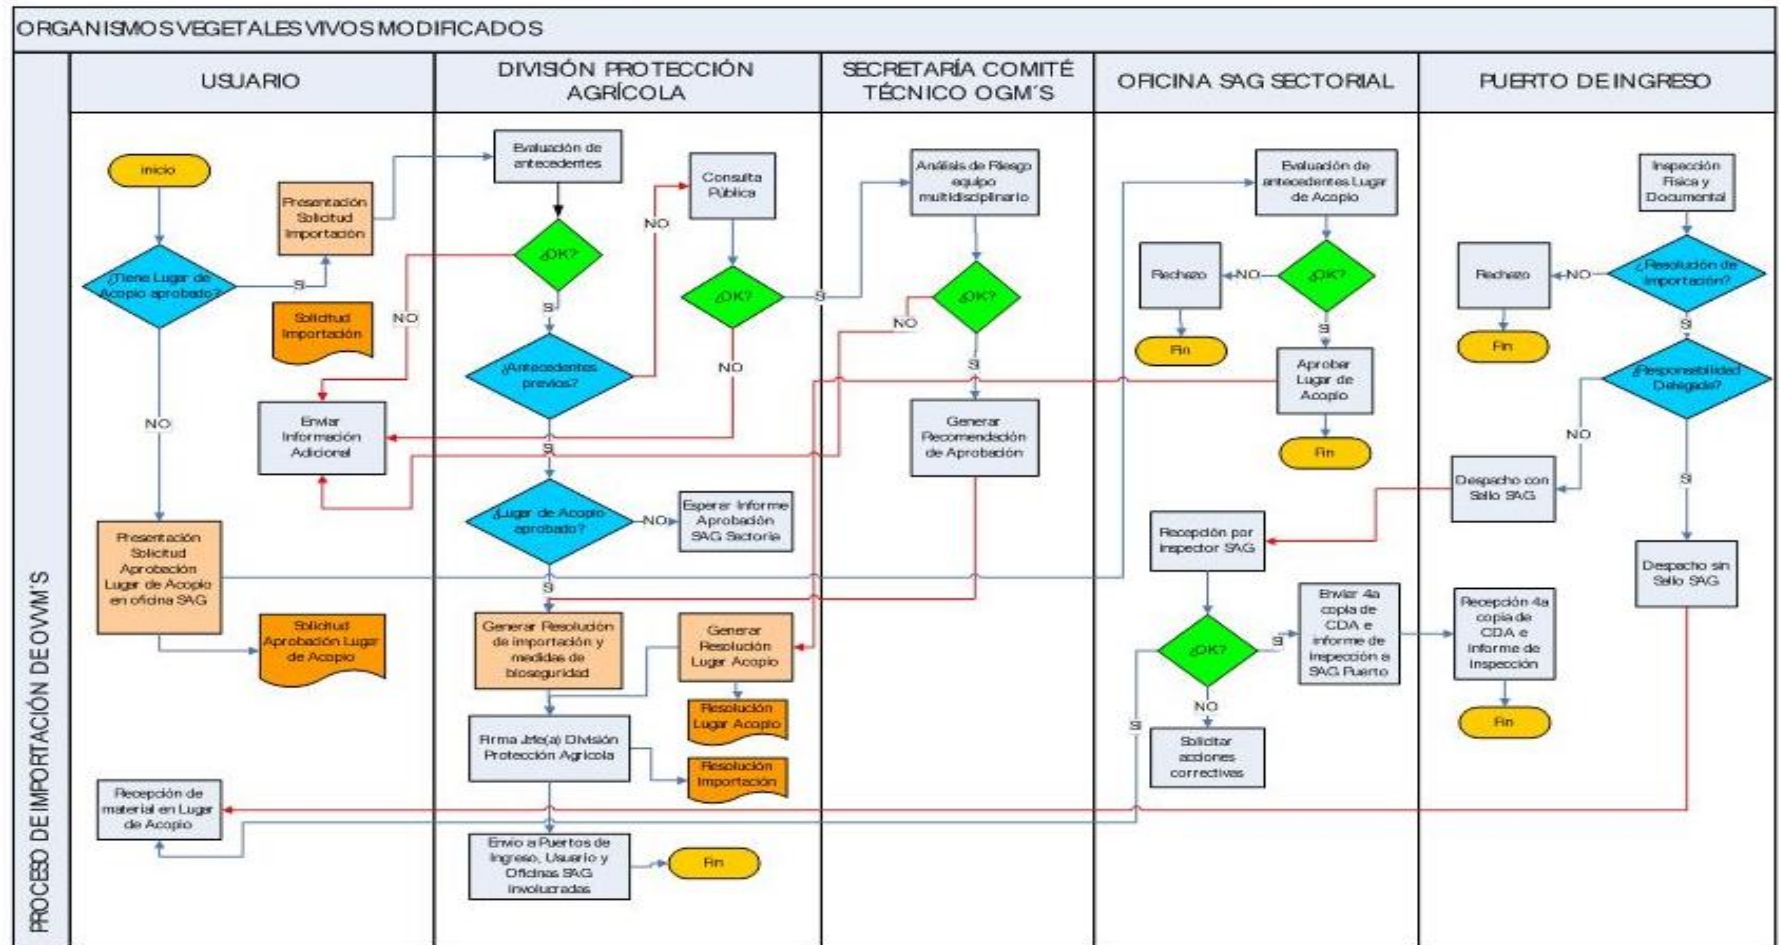 ORGANISMOS VEGETALES VIVOS MODIFICADOS
PROCESO DE IMPORTACIÓN DE OVVM'S
USUARIO
DIVISIÓN PROTECCIÓN
AGRÍCOLA
SECRETARÍA COMITÉ
TÉCNICO OGM´S
OFICINA SAG SECTORIAL
PUERTO DE INGRESO
Inicio
Presentación
Solicitud
Importación
¿Tiene Lugar de
Acopio aprobado?
SI
Solicitud
Importación
NO
NO
Enviar
Información
Adicional
Presentación
Solicitud
Aprobación
Lugar de Acopio
en oficina SAG
Solicitud
Aprobación Lugar
de Acopio
Recepción de
material en Lugar
de Acopio
Evaluación de
antecedentes
¿OK?
SI
¿Antecedentes
previos?
NO
Consulta
Pública
¿OK?
SI
NO
SI
¿Lugar de Acopio
aprobado?
NO
Esperar Informe
Aprobación
SAG Sectoria
SI
Generar Resolución
de importación y
medidas de
bioseguridad
Generar
Resolución
Lugar Acopio
Resolución
Lugar Acopio
Firma Jefe(a) División
Protección Agrícola
Resolución
Importación
Envío a Puertos de
Ingreso, Usuario y
Oficinas SAG
involucradas
Fin
Análisis de Riesgo
equipo
multidisciplinario
¿OK?
NO
SI
Generar
Recomendación
de Aprobación
Evaluación de
antecedentes Lugar
de Acopio
¿OK?
NO
Rechazo
Fin
SI
Aprobar
Lugar de
Acopio
Fin
Recepción por
inspector SAG
¿OK?
SI
Enviar 4a
copia de
CDA e
informe de
inspección a
SAG Puerto
NO
SI
Solicitar
acciones
correctivas
Inspección
Física y
Documental
¿Resolución de
importación?
NO
Rechazo
Fin
SI
¿Responsabilidad
Delegada?
NO
Despacho con
Sello SAG
SI
Despacho sin
Sello SAG
Recepción 4a
copia de
CDA e
Informe de
Inspección
Fin